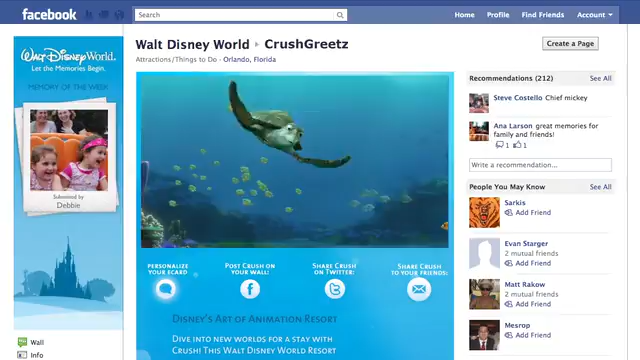 facebook
Search
Home
Profile
Find Friends
Account
Walt Disney World.
Let the Memories Begin.
MEMORY OF THE WEEK
Submitted by
Debbie
Wall
Info
Walt Disney World ▸ CrushGreetz
Attractions/Things to Do - Orlando, Florida
Create a Page
PERSONALIZE
YOUR ECARD
POST CRUSH ON
YOUR WALL:
SHARE CRUSH
ON TWITTER:
SHARE CRUSH
TO YOUR FRIENDS:
DISNEY'S ART OF ANIMATION RESORT
DIVE INTO NEW WORLDS FOR A STAY WITH
CRUSH! THIS WALT DISNEY WORLD RESORT
Recommendations (212)
See All
Steve Costello Chief mickey
Ana Larson great memories for
family and friends!
1 1
Write a recommendation...
People You May Know
See All
Sarkis
Add Friend
Evan Starger
2 mutual friends
Add Friend
Matt Rakow
2 mutual friends
Add Friend
Mesrop
Add Friend